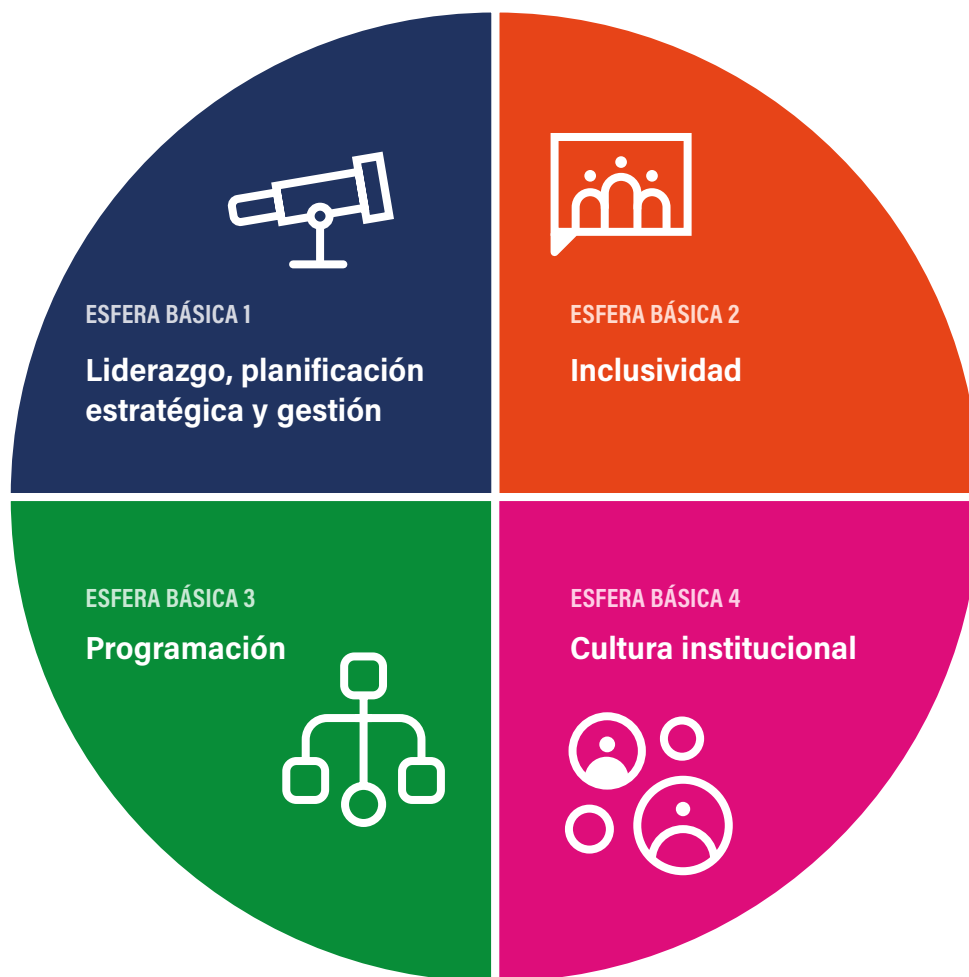 ESFERA BÁSICA 1
Liderazgo, planificación
estratégica y gestión
ESFERA BÁSICA 2
Inclusividad
ESFERA BÁSICA 3
Programación
ESFERA BÁSICA 4
Cultura institucional